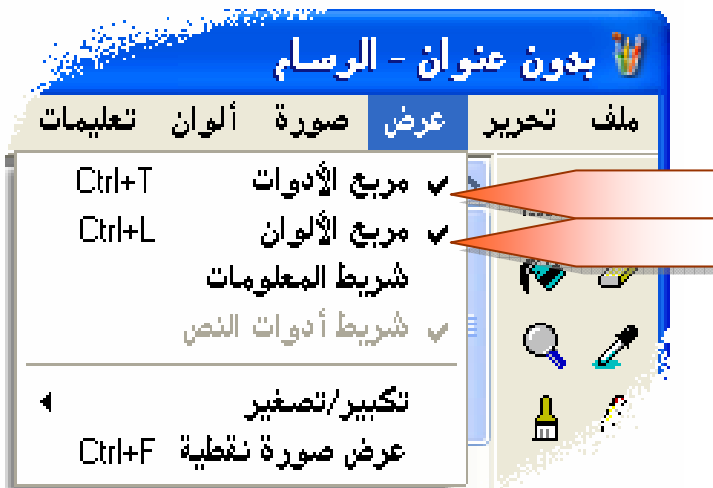 بدون عنوان - الرسام
ملف تحرير عرض صورة ألوان تعليمات
مربع الأدوات Ctrl+T
مربع الألوان Ctrl+L
شريط المعلومات
شريط أدوات النص
تكبير/تصغير
عرض صورة نقطية Ctrl+F